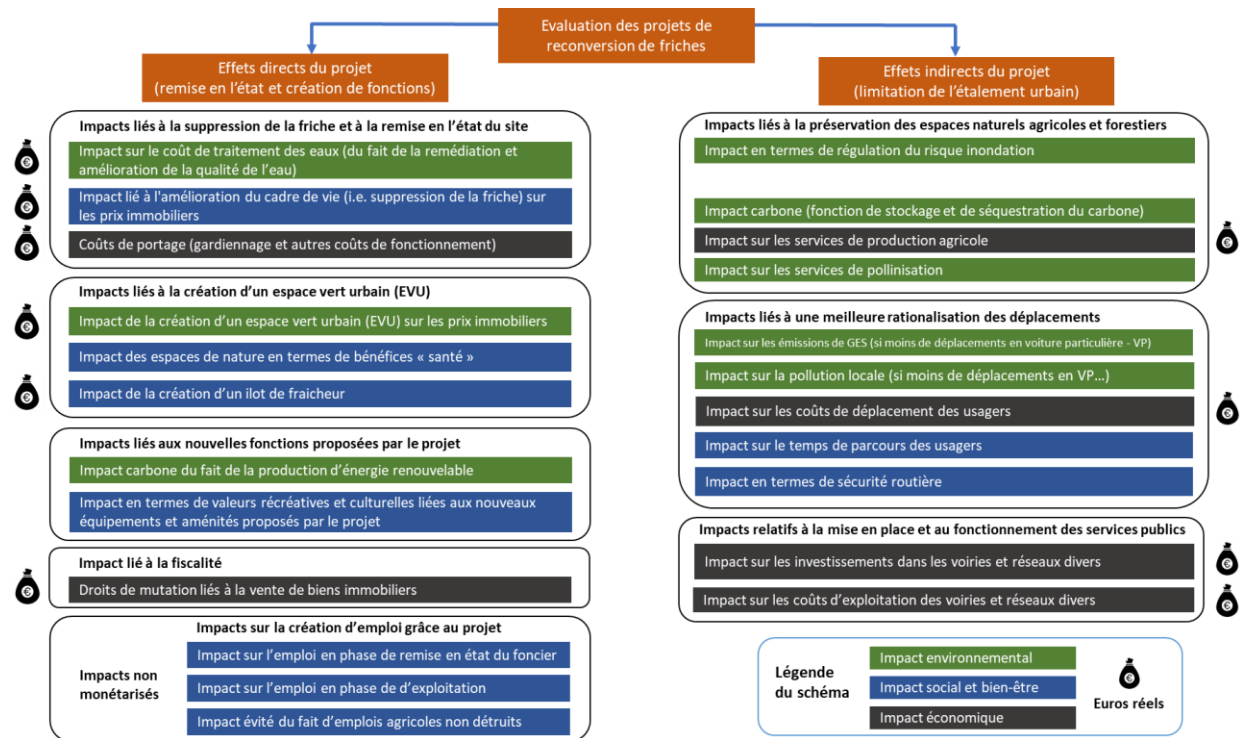 Evaluation des projets de
reconversion de friches
Effets directs du projet
(remise en l'état et création de fonctions)
Impacts liés à la suppression de la friche et à la remise en l'état du site
Impact sur le coût de traitement des eaux (du fait de la remédiation et
amélioration de la qualité de l'eau)
Impact lié à l'amélioration du cadre de vie (i.e. suppression de la friche) sur
les prix immobiliers
Coûts de portage (gardiennage et autres coûts de fonctionnement)
Impacts liés à la création d'un espace vert urbain (EVU)
Impact de la création d'un espace vert urbain (EVU) sur les prix immobiliers
Impact des espaces de nature en termes de bénéfices « santé »
Impact de la création d'un ilot de fraicheur
Impacts liés aux nouvelles fonctions proposées par le projet
Impact carbone du fait de la production d'énergie renouvelable
Impact en termes de valeurs récréatives et culturelles liées aux nouveaux
équipements et aménités proposés par le projet
Impact lié à la fiscalité
Droits de mutation liés à la vente de biens immobiliers
Impacts sur la création d'emploi grâce au projet
Impacts non
monétarisés
Impact sur l'emploi en phase de remise en état du foncier
Impact sur l'emploi en phase de d'exploitation
Impact évité du fait d'emplois agricoles non détruits
Effets indirects du projet
(limitation de l'étalement urbain)
Impacts liés à la préservation des espaces naturels agricoles et forestiers
Impact en termes de régulation du risque inondation
Impact carbone (fonction de stockage et de séquestration du carbone)
Impact sur les services de production agricole
Impact sur les services de pollinisation
Impacts liés à une meilleure rationalisation des déplacements
Impact sur les émissions de GES (si moins de déplacements en voiture particulière - VP)
Impact sur la pollution locale (si moins de déplacements en VP...)
Impact sur les coûts de déplacement des usagers
Impact sur le temps de parcours des usagers
Impact en termes de sécurité routière
Impacts relatifs à la mise en place et au fonctionnement des services publics
Impact sur les investissements dans les voiries et réseaux divers
Impact sur les coûts d'exploitation des voiries et réseaux divers
Légende
du schéma
Impact environnemental
Impact social et bien-être
Impact économique
€
Euros réels